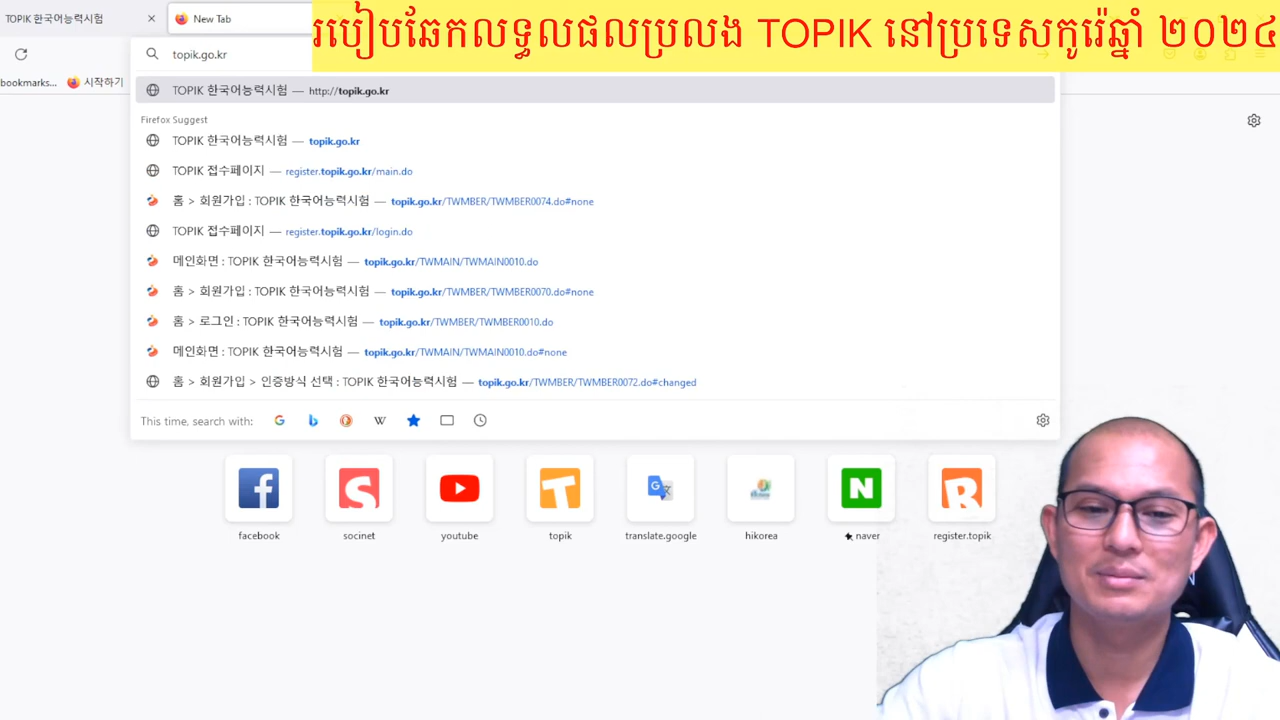 TOPIK 한국어능력시험
New Tab
របៀបឆែកលទ្ធលផលប្រលង TOPIK នៅប្រទេសកូរ៉េឆ្នាំ ២០២៤
topik.go.kr
bookmarks...
시작하기
TOPIK 한국어능력시험 — http://topik.go.kr
Firefox Suggest
TOPIK 한국어능력시험 — topik.go.kr
TOPIK 접수페이지 — register.topik.go.kr/main.do
홈 > 회원가입 : TOPIK 한국어능력시험 — topik.go.kr/TWMBER/TWMBER0074.do#none
TOPIK 접수페이지 — register.topik.go.kr/login.do
메인화면 : TOPIK 한국어능력시험 — topik.go.kr/TWMAIN/TWMAIN0010.do
홈 > 회원가입 : TOPIK 한국어능력시험 — topik.go.kr/TWMBER/TWMBER0070.do#none
홈 > 로그인 : TOPIK 한국어능력시험 — topik.go.kr/TWMBER/TWMBER0010.do
메인화면 : TOPIK 한국어능력시험 — topik.go.kr/TWMAIN/TWMAIN0010.do#none
홈 > 회원가입 > 인증방식 선택 : TOPIK 한국어능력시험 — topik.go.kr/TWMBER/TWMBER0072.do#changed
This time, search with:
facebook
socinet
youtube
topik
translate.google
hikorea
naver
register.topik